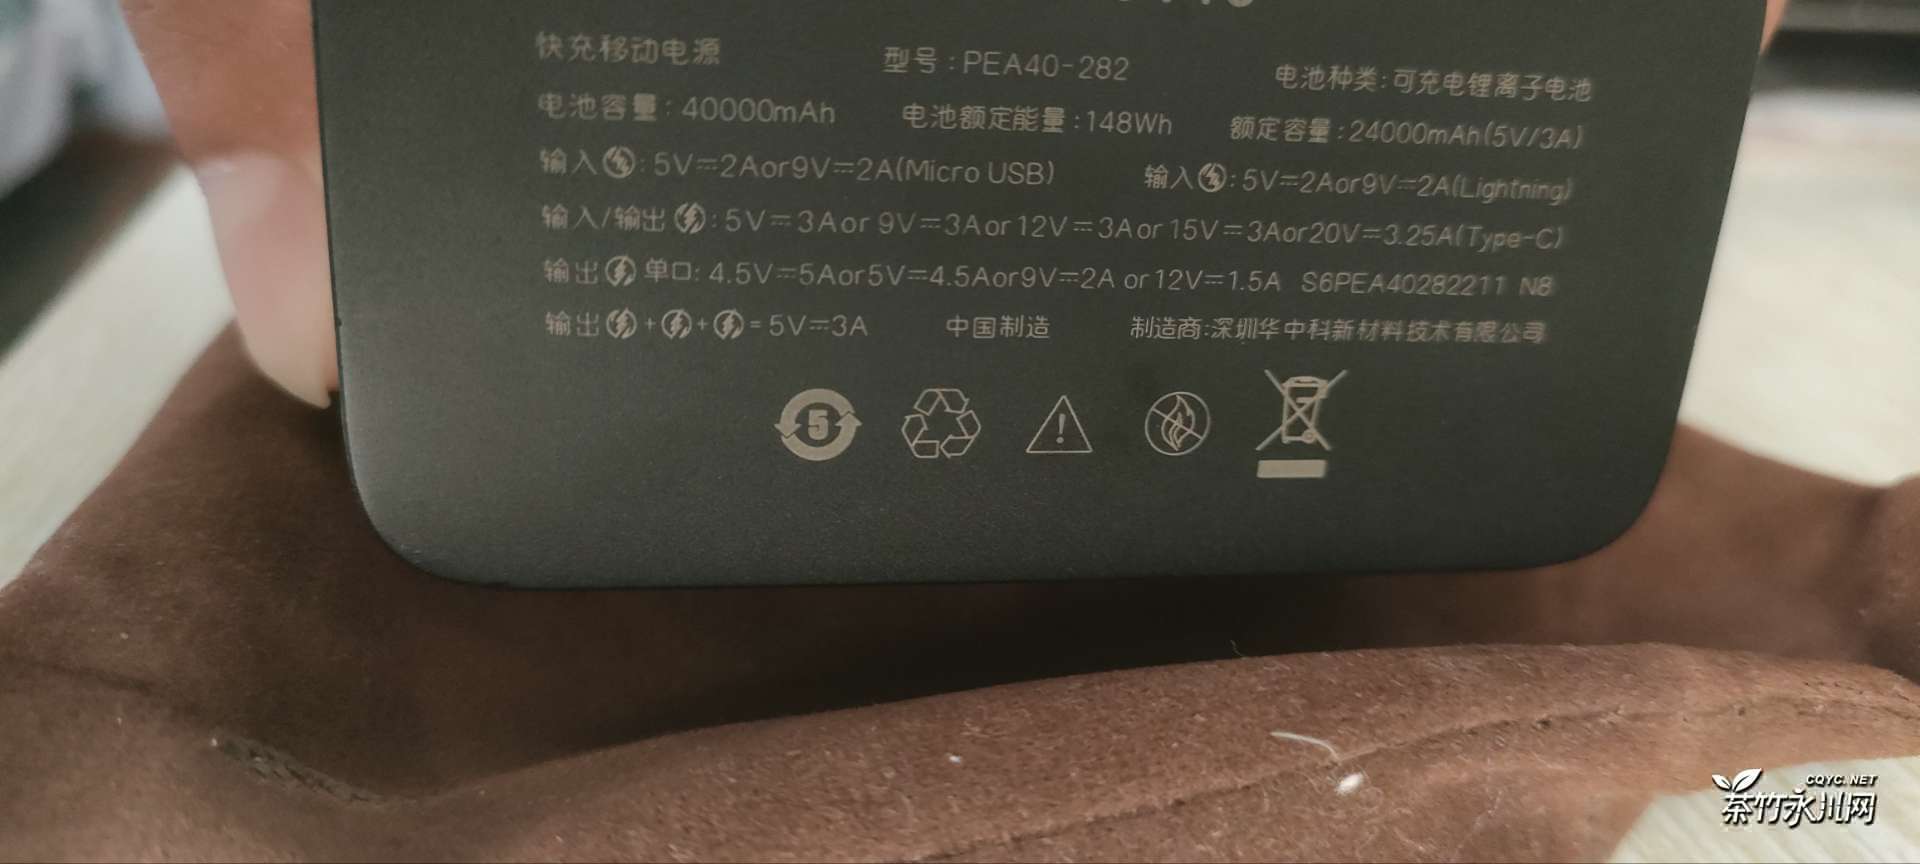 快充移动电源 型号:PEA40-282 电池种类:可充电锂离子电池
电池容量:40000mAh 电池额定能量:148Wh 额定容量:24000mAh(5V/3A)
输入:5V⎓2Aor9V⎓2A(Micro USB) 输入:5V⎓2Aor9V⎓2A(Lightning)
输入/输出:5V⎓3Aor 9V⎓3Aor 12V⎓3Aor 15V⎓3Aor20V⎓3.25A(Type-C)
输出 单口:4.5V⎓5Aor5V⎓4.5Aor9V⎓2A or 12V⎓1.5A S6PEA40282211 N8
输出++=5V⎓3A 中国制造 制造商:深圳华中科新材料技术有限公司
5
CQYC.NET
茶竹永川网